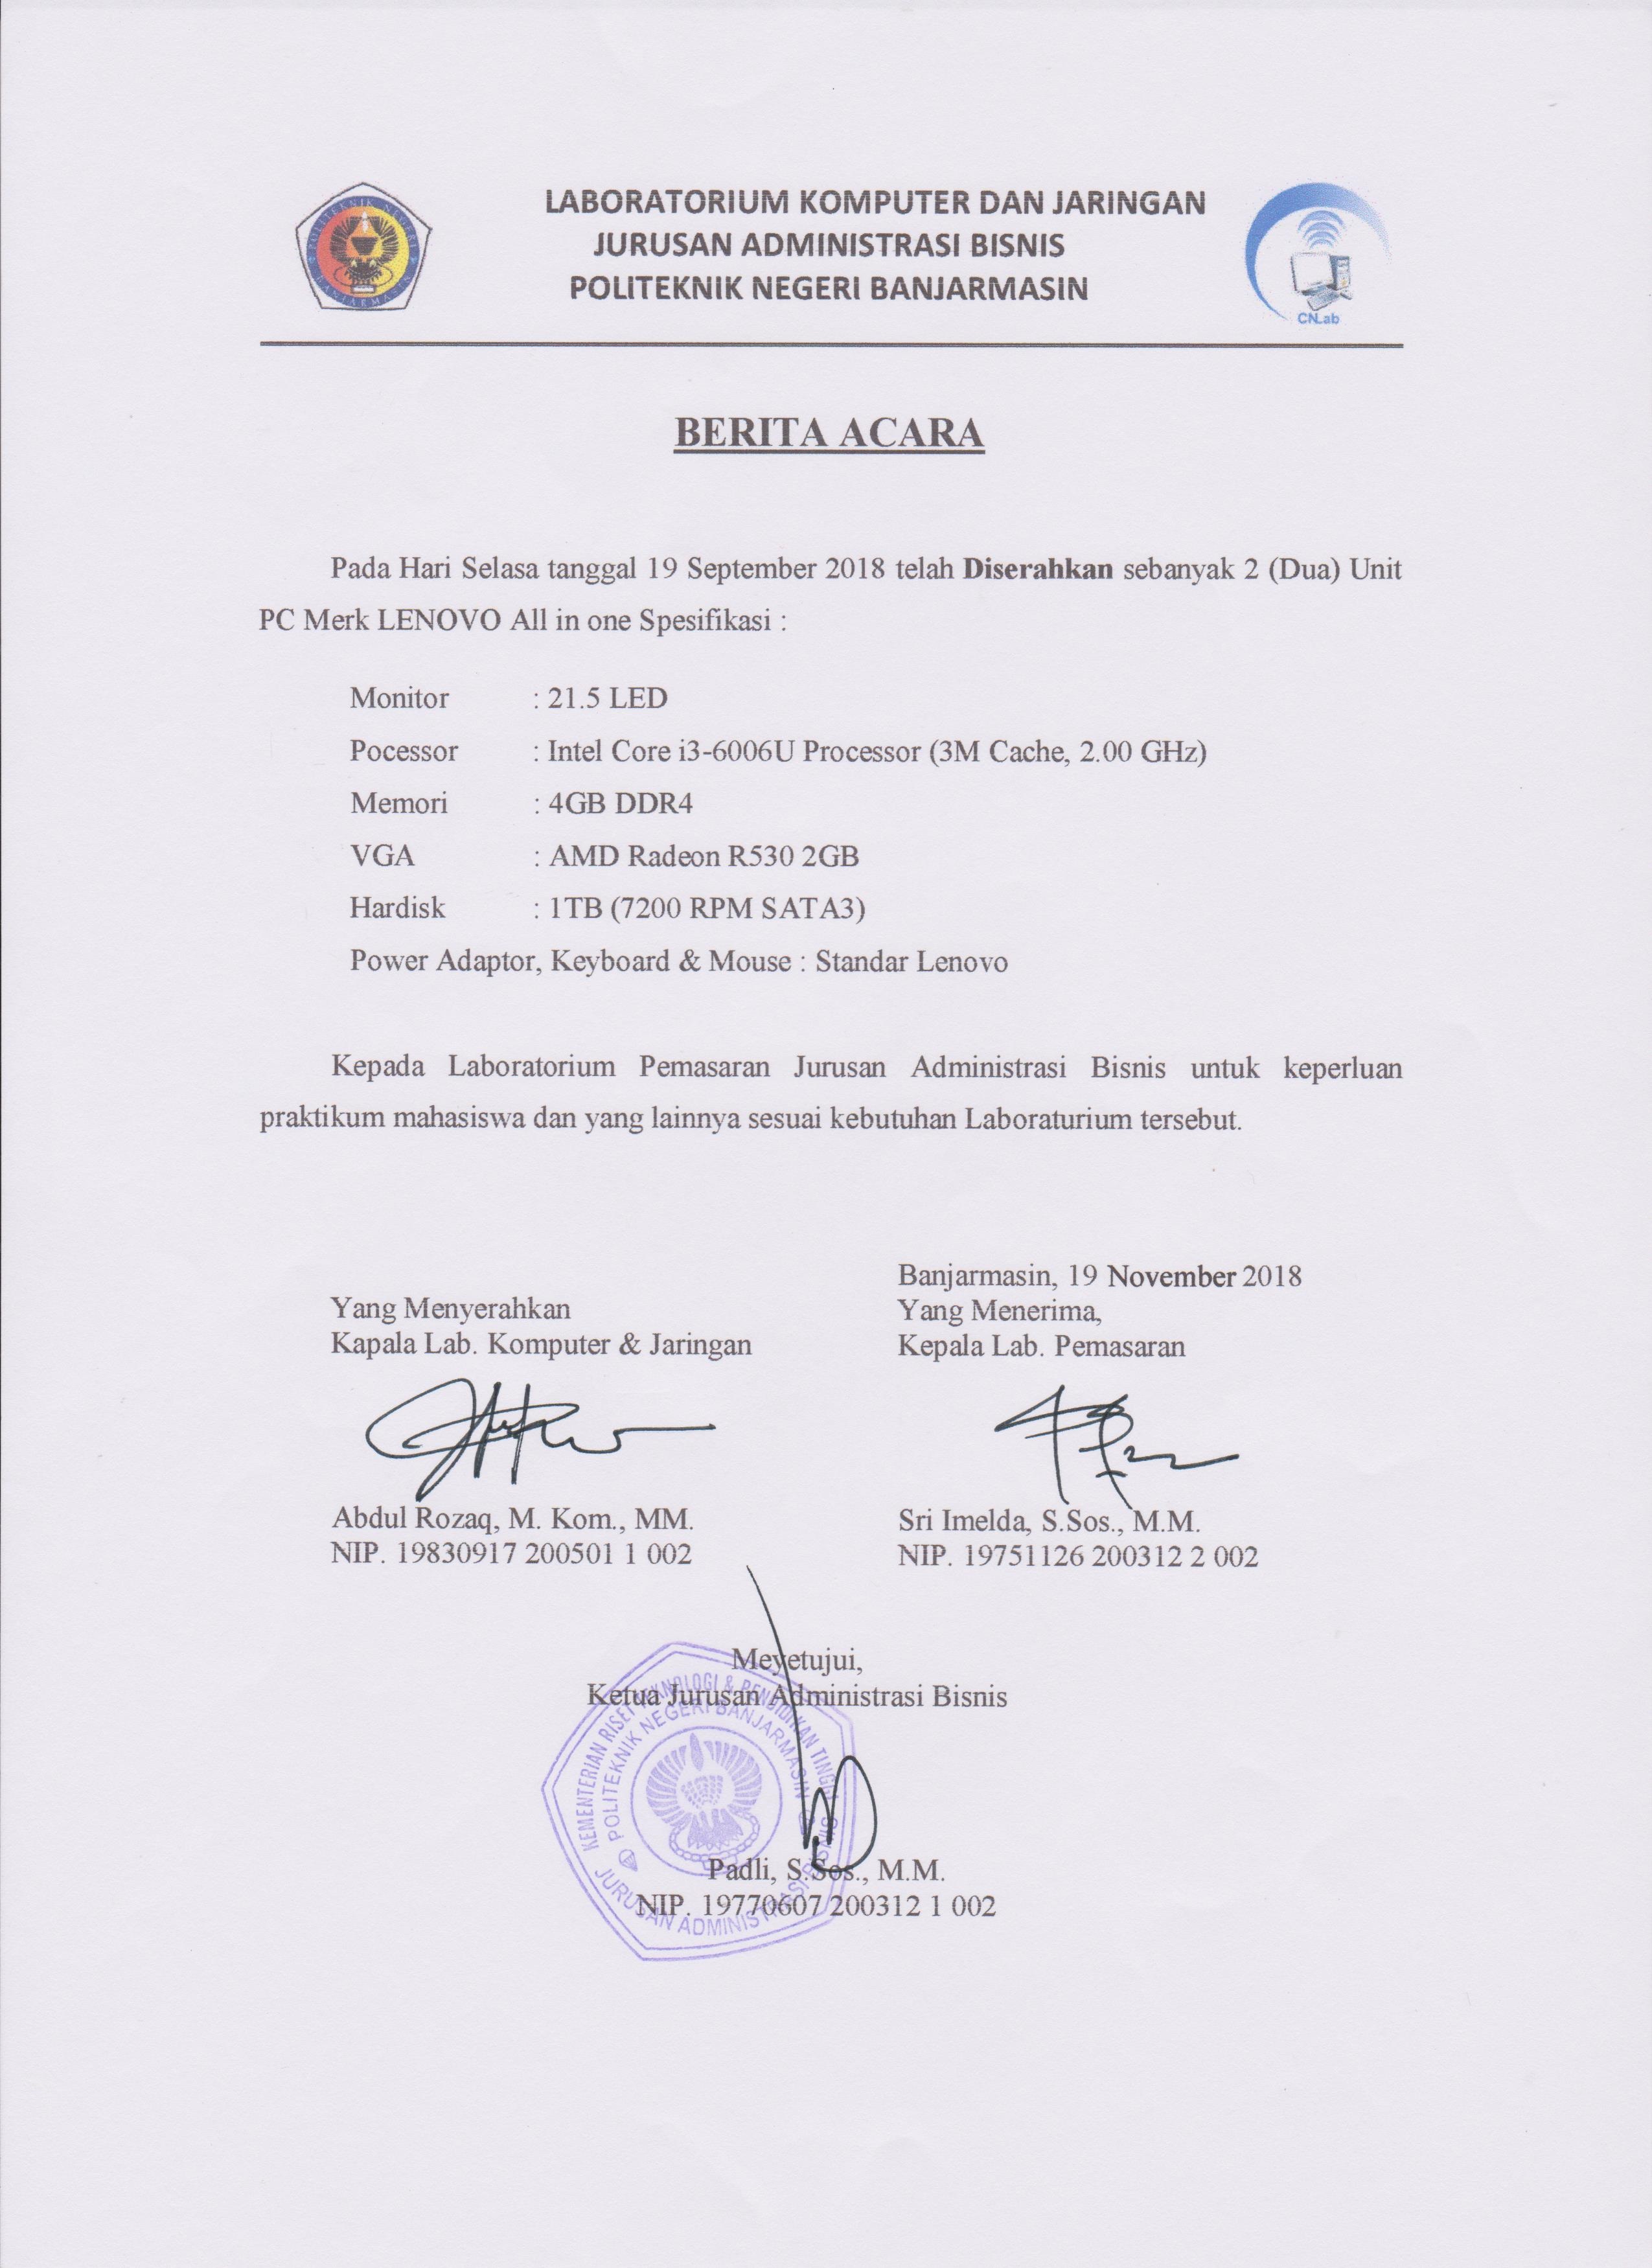 LABORATORIUM KOMPUTER DAN JARINGAN
JURUSAN ADMINISTRASI BISNIS
POLITEKNIK NEGERI BANJARMASIN
POLITEKNIK NEGERI
BANJARMASIN
CNLab
BERITA ACARA
Pada Hari Selasa tanggal 19 September 2018 telah Diserahkan sebanyak 2 (Dua) Unit
PC Merk LENOVO All in one Spesifikasi :
Monitor : 21.5 LED
Pocessor : Intel Core i3-6006U Processor (3M Cache, 2.00 GHz)
Memori : 4GB DDR4
VGA : AMD Radeon R530 2GB
Hardisk : 1TB (7200 RPM SATA3)
Power Adaptor, Keyboard & Mouse : Standar Lenovo
Kepada Laboratorium Pemasaran Jurusan Administrasi Bisnis untuk keperluan
praktikum mahasiswa dan yang lainnya sesuai kebutuhan Laboraturium tersebut.
Banjarmasin, 19 November 2018
Yang Menyerahkan
Kapala Lab. Komputer & Jaringan
Yang Menerima,
Kepala Lab. Pemasaran
Abdul Rozaq, M. Kom., MM.
NIP. 19830917 200501 1 002
Sri Imelda, S.Sos., M.M.
NIP. 19751126 200312 2 002
Meyetujui,
Ketua Jurusan Administrasi Bisnis
KEMENTERIAN RISET TEKNOLOGI & PENDIDIKAN TINGGI
POLITEKNIK NEGERI BANJARMASIN
JURUSAN ADMINISTRASI BISNIS
Padli, S.Sos., M.M.
NIP. 19770607 200312 1 002